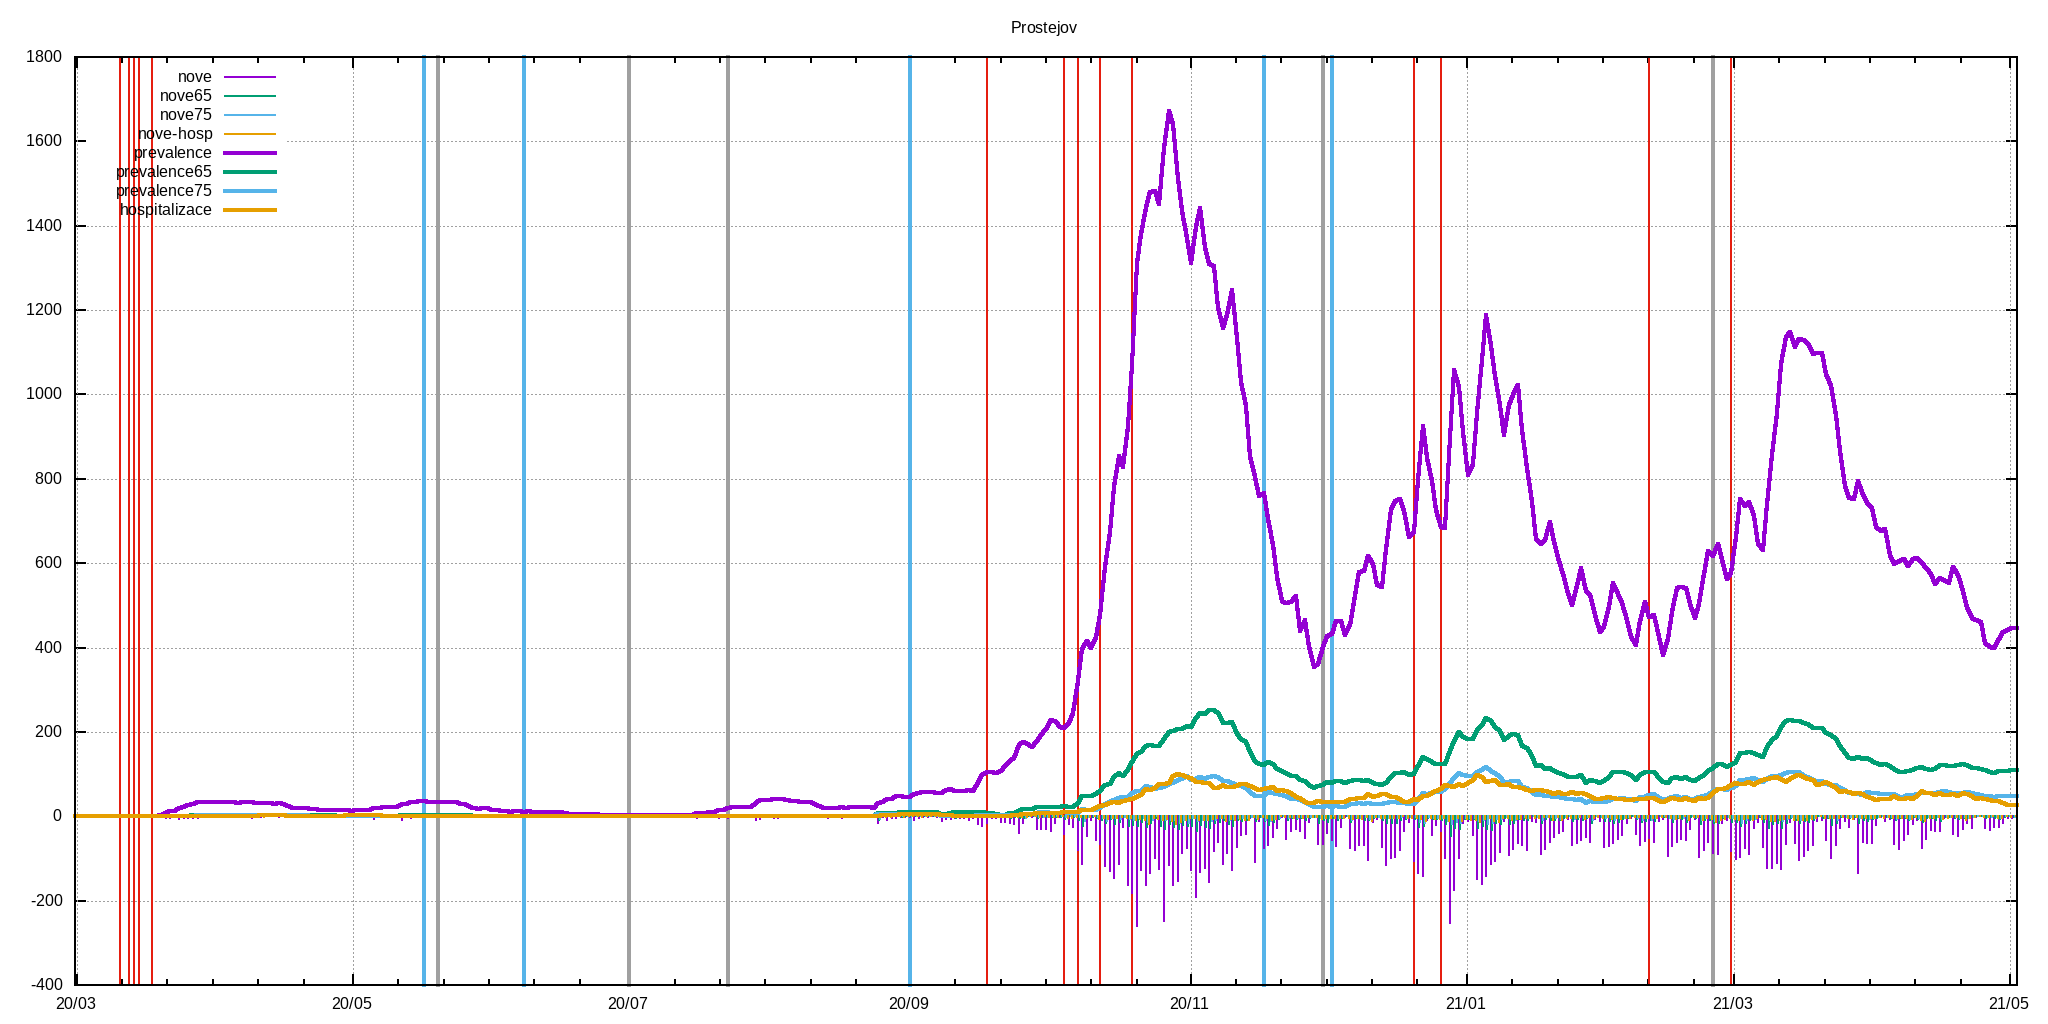 Prostejov
1800
1600
1400
1200
1000
800
600
400
200
0
-200
-400
nove
nove65
nove75
nove-hosp
prevalence
prevalence65
prevalence75
hospitalizace
20/03 20/05 20/07 20/09 20/11 21/01 21/03 21/05